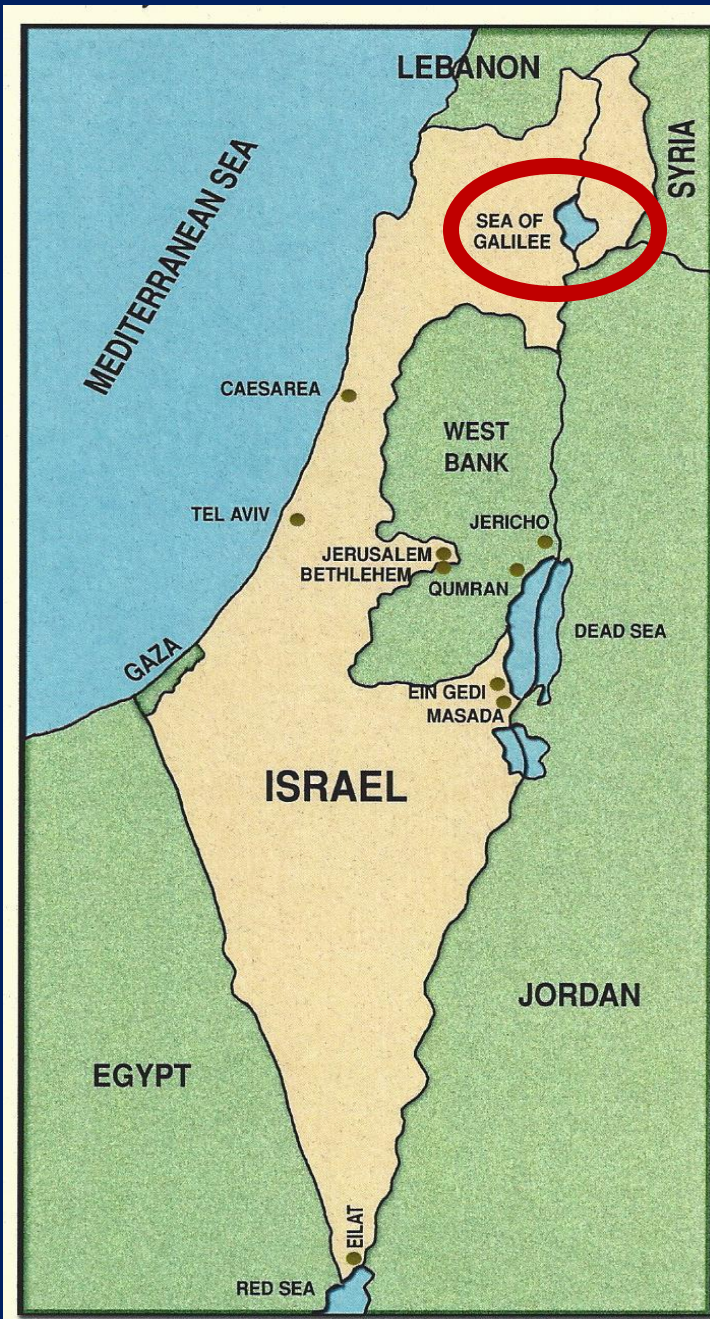 LEBANON
SYRIA
MEDITERRANEAN SEA
SEA OF
GALILEE
CAESAREA
WEST
BANK
TEL AVIV
JERICHO
JERUSALEM
BETHLEHEM
QUMRAN
DEAD SEA
GAZA
EIN GEDI
MASADA
ISRAEL
JORDAN
EGYPT
EILAT
RED SEA